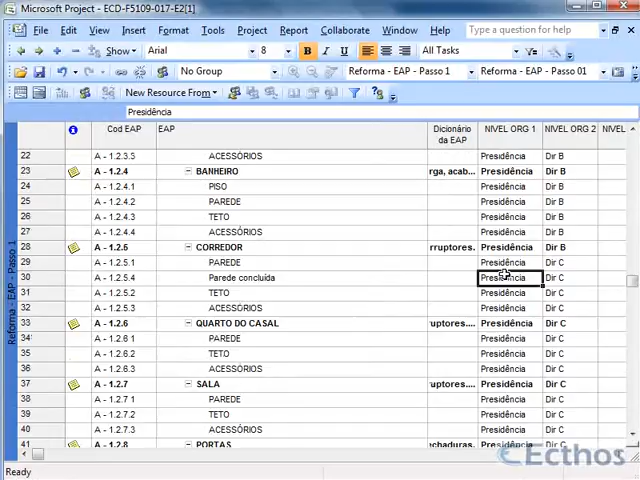 Microsoft Project - ECD-F5109-017-E2[1]
File Edit View Insert Format Tools Project Report Collaborate Window Help Type a question for help
Show Arial 8 B I U All Tasks
No Group Reforma - EAP - Passo 1 Reforma - EAP - Passo 01
New Resource From
Presidência
Cod EAP EAP Dicionário da EAP NIVEL ORG 1 NIVEL ORG 2 NIVEL
22 A - 1.2.3.3 ACESSÓRIOS Presidência Dir B
23 A - 1.2.4 BANHEIRO rga, acab... Presidência Dir B
24 A - 1.2.4.1 PISO Presidência Dir B
25 A - 1.2.4.2 PAREDE Presidência Dir B
26 A - 1.2.4.3 TETO Presidência Dir B
27 A - 1.2.4.4 ACESSÓRIOS Presidência Dir B
28 A - 1.2.5 CORREDOR rruptores. Presidência Dir B
29 A - 1.2.5.1 PAREDE Presidência Dir C
30 A - 1.2.5.4 Parede concluída Presidência Dir C
31 A - 1.2.5.2 TETO Presidência Dir C
32 A - 1.2.5.3 ACESSÓRIOS Presidência Dir C
33 A - 1.2.6 QUARTO DO CASAL ruptores.... Presidência Dir C
34 A - 1.2.6 1 PAREDE Presidência Dir C
35 A - 1.2.6 2 TETO Presidência Dir C
36 A - 1.2.6 3 ACESSÓRIOS Presidência Dir C
37 A - 1.2.7 SALA ruptores.... Presidência Dir C
38 A - 1.2.7 1 PAREDE Presidência Dir C
39 A - 1.2.7 2 TETO Presidência Dir C
40 A - 1.2.7 3 ACESSÓRIOS Presidência Dir C
41 A - 1.2.8 PORTAS echaduras. Presidência Dir C
Reforma - EAP - Passo 1
Ecthos
Ready